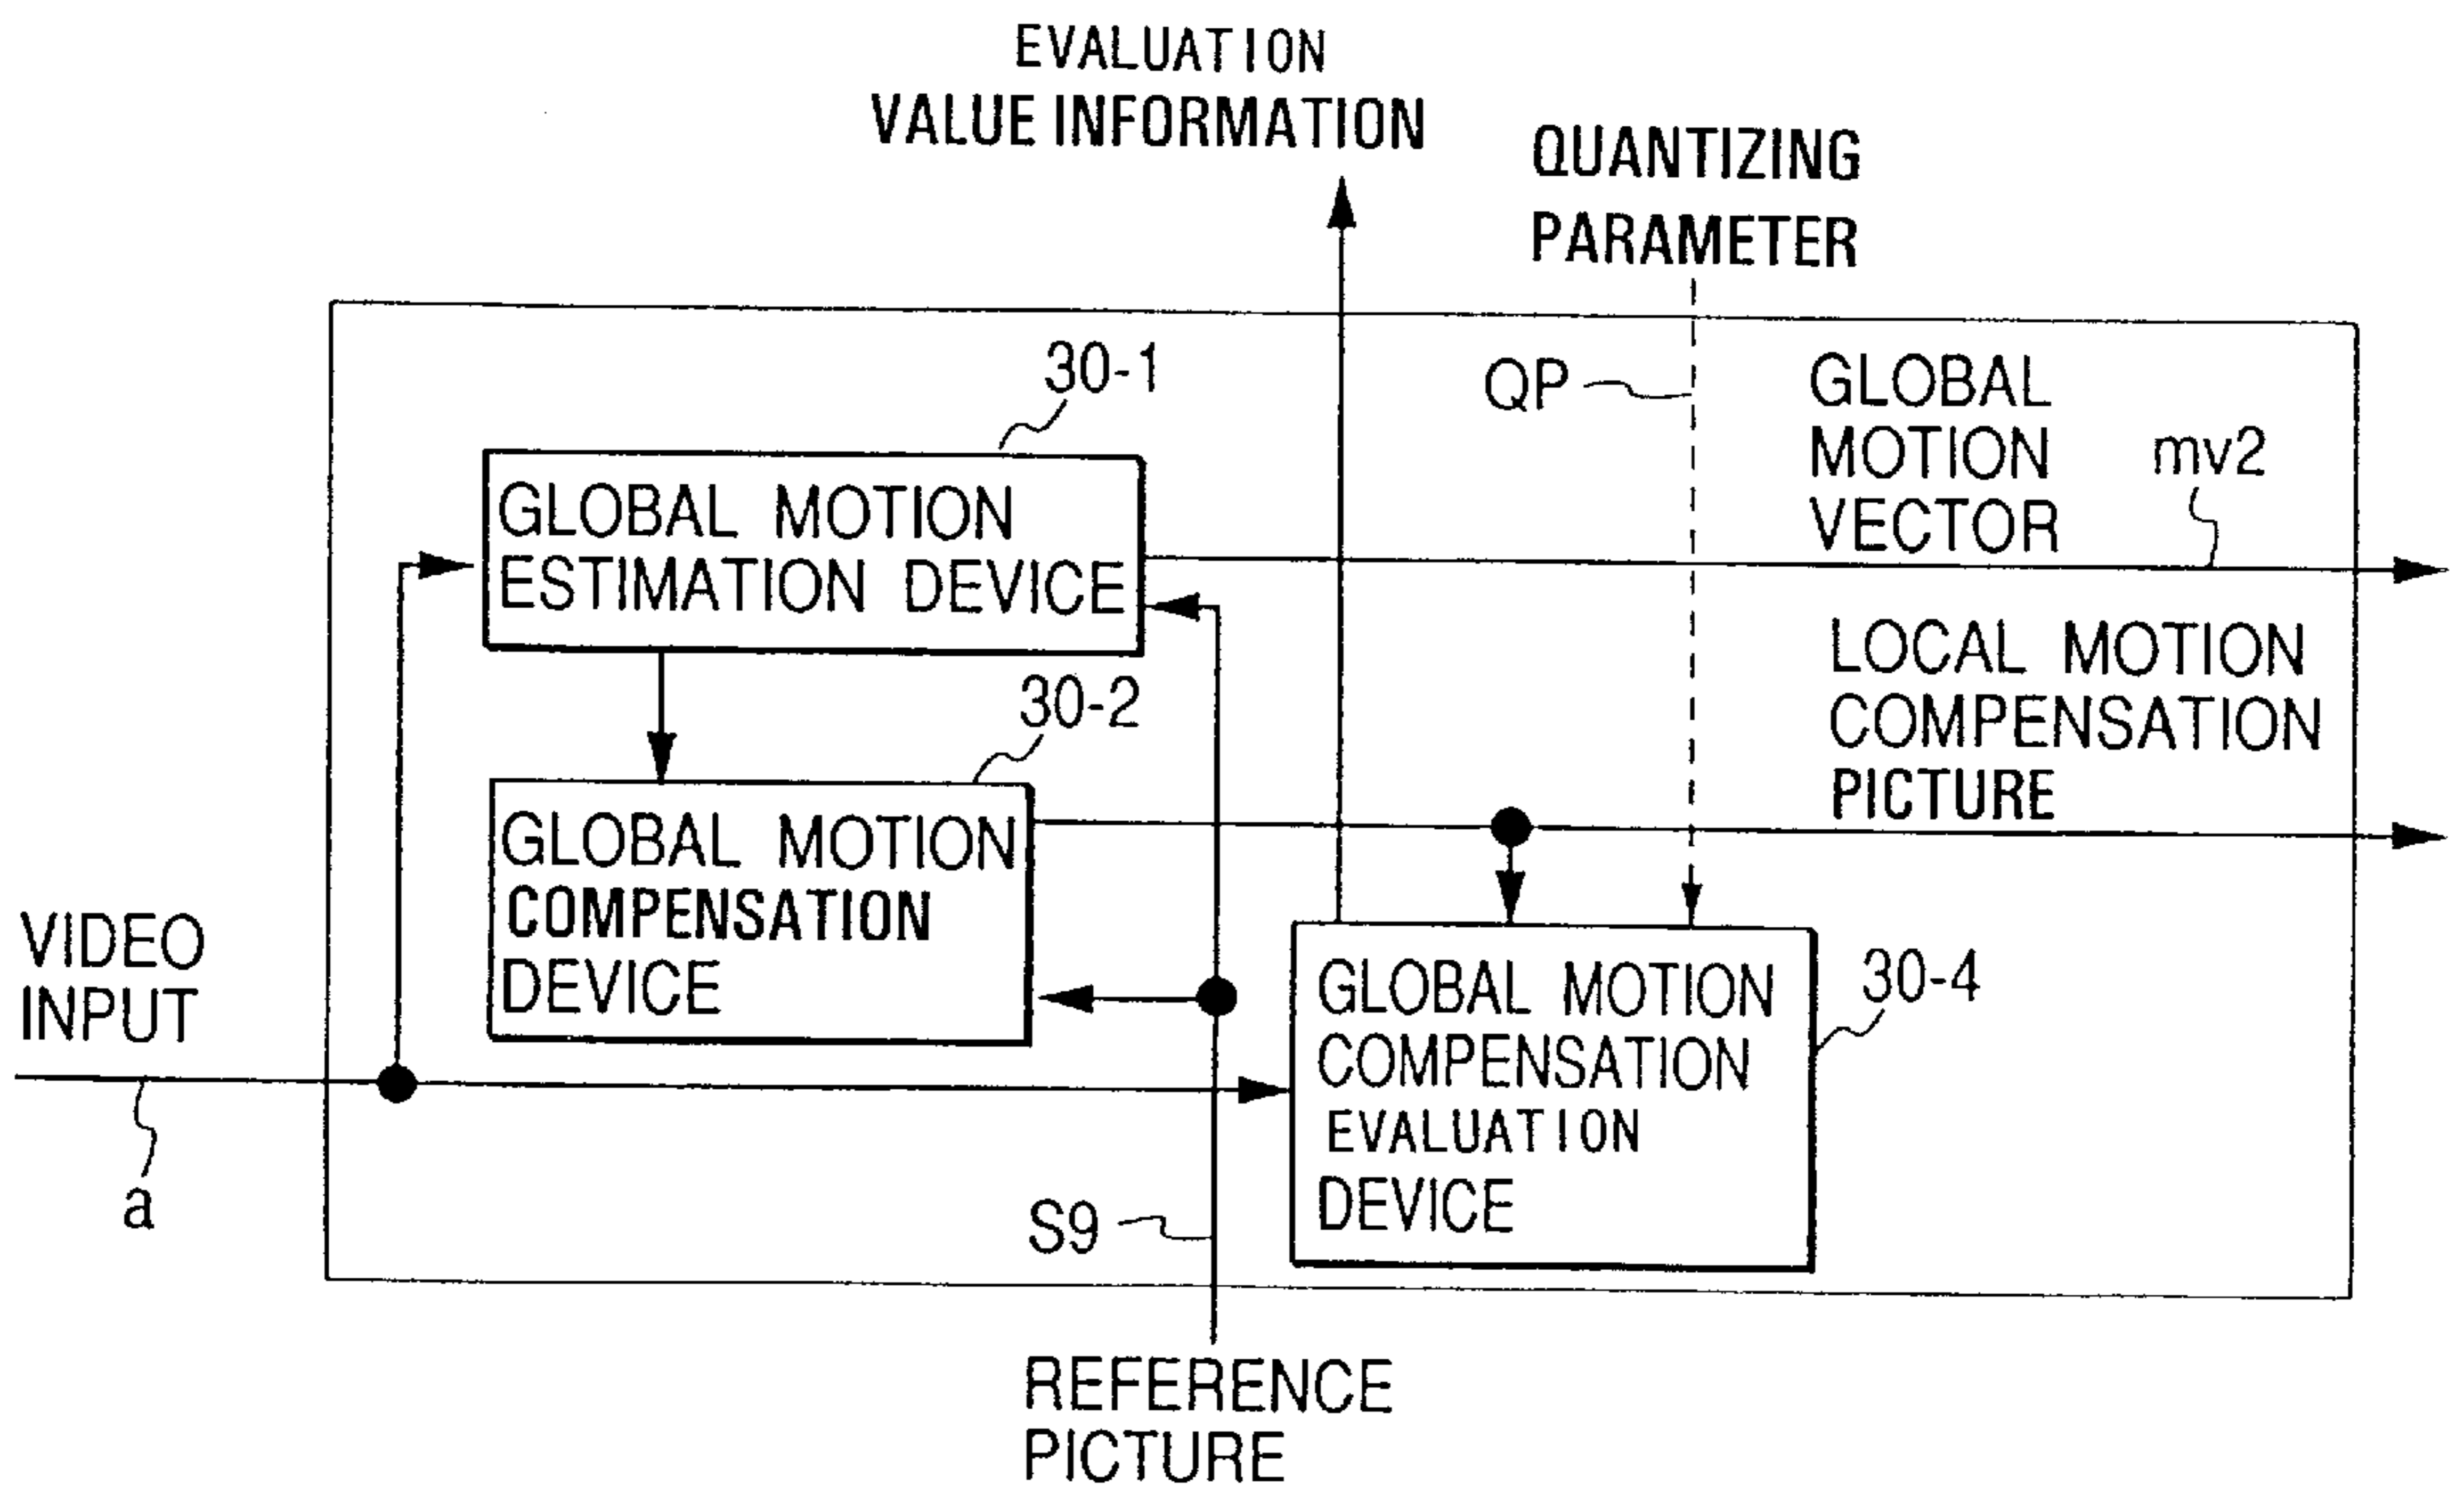 EVALUATION
VALUE INFORMATION
QUANTIZING
PARAMETER
30-1
QP
GLOBAL
MOTION
VECTOR
mv2
GLOBAL MOTION
ESTIMATION DEVICE
30-2
LOCAL MOTION
COMPENSATION
PICTURE
GLOBAL MOTION
COMPENSATION
DEVICE
VIDEO
INPUT
a
30-4
GLOBAL MOTION
COMPENSATION
EVALUATION
DEVICE
S9
REFERENCE
PICTURE